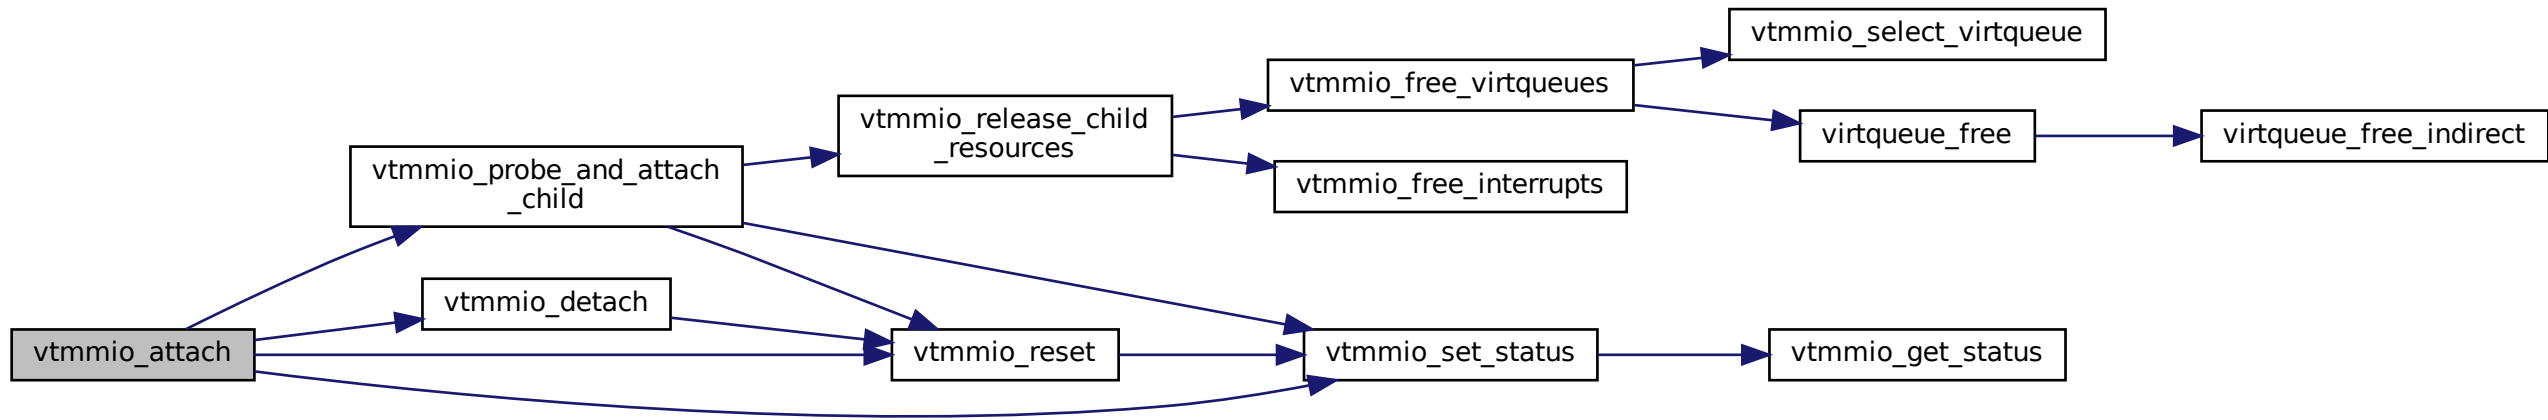 vtmmio_select_virtqueue
vtmmio_free_virtqueues
vtmmio_release_child
_resources
virtqueue_free
virtqueue_free_indirect
vtmmio_probe_and_attach
_child
vtmmio_free_interrupts
vtmmio_detach
vtmmio_attach
vtmmio_reset
vtmmio_set_status
vtmmio_get_status